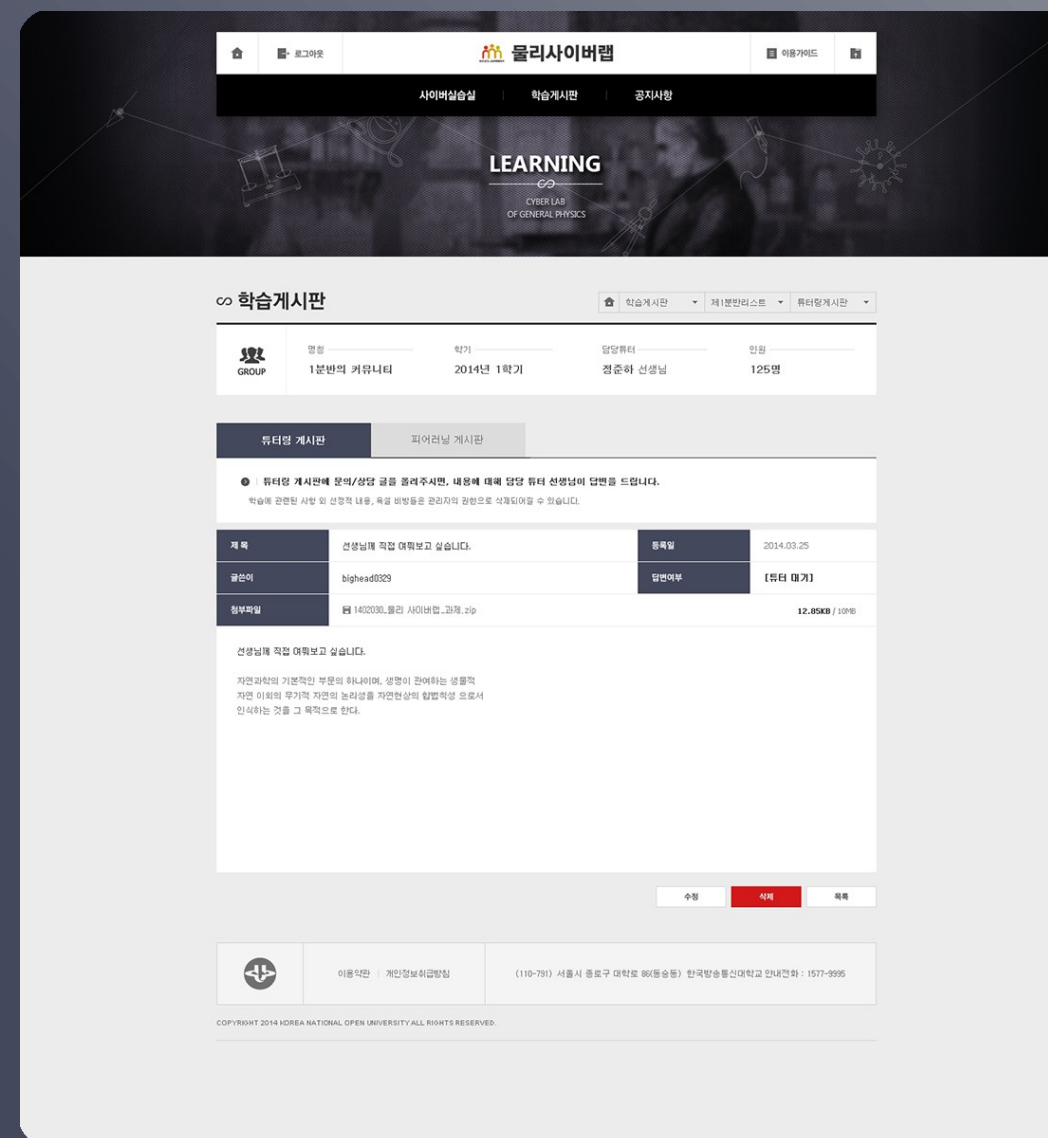 로그아웃
물리사이버랩
이용가이드
사이버실습실 학습게시판 공지사항
LEARNING
CYBER LAB
OF GENERAL PHYSICS
학습게시판
학습게시판 제1분반리스트 튜터링게시판
GROUP
명칭 학기 담당튜터 인원
1분반의 커뮤니티 2014년 1학기 정준하 선생님 125명
튜터링 게시판 피어러닝 게시판
튜터링 게시판에 문의/상담 글을 올려주시면, 내용에 대해 담당 튜터 선생님이 답변을 드립니다.
학습에 관련된 사항 외 선정적 내용, 욕설 비방등은 관리자의 권한으로 삭제되어질 수 있습니다.
제 목 선생님께 직접 여쭤보고 싶습니다. 등록일 2014.03.25
글쓴이 bighead0329 답변여부 [튜터 대기]
첨부파일 1402030_물리 사이버랩_과제.zip 12.85KB / 10MB
선생님께 직접 여쭤보고 싶습니다.
자연과학의 기본적인 부문의 하나이며, 생명이 관여하는 생물적
자연 이외의 무기적 자연의 논리성을 자연현상의 합법칙성 으로서
인식하는 것을 그 목적으로 한다.
수정 삭제 목록
이용약관 | 개인정보취급방침 (110-791) 서울시 종로구 대학로 86(동숭동) 한국방송통신대학교 안내전화 : 1577-9995
COPYRIGHT 2014 KOREA NATIONAL OPEN UNIVERSITY ALL RIGHTS RESERVED.